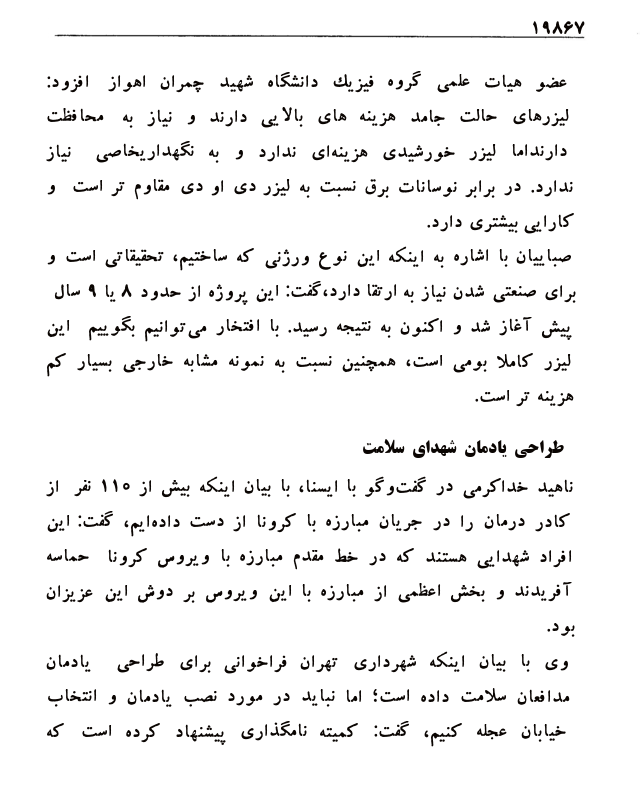 ۱۹۸۶۷
عضو هیات علمی گروه فیزیك دانشگاه شهید چمران اهواز افزود:
لیزرهای حالت جامد هزینه های بالایی دارند و نیاز به محافظت
دارنداما لیزر خورشیدی هزینه‌ای ندارد و به نگهداریخاصی نیاز
ندارد. در برابر نوسانات برق نسبت به لیزر دی او دی مقاوم تر است و
کارایی بیشتری دارد.
صباییان با اشاره به اینکه این نوع ورژنی که ساختیم، تحقیقاتی است و
برای صنعتی شدن نیاز به ارتقا دارد،گفت: این پروژه از حدود ۸ یا ۹ سال
پیش آغاز شد و اکنون به نتیجه رسید. با افتخار می‌توانیم بگوییم این
لیزر کاملا بومی است، همچنین نسبت به نمونه مشابه خارجی بسیار کم
هزینه تر است.
طراحی یادمان شهدای سلامت
ناهید خداکرمی در گفت‌وگو با ایسنا، با بیان اینکه بیش از ۱۱۰ نفر از
کادر درمان را در جریان مبارزه با کرونا از دست داده‌ایم، گفت: این
افراد شهدایی هستند که در خط مقدم مبارزه با ویروس کرونا حماسه
آفریدند و بخش اعظمی از مبارزه با این ویروس بر دوش این عزیزان
بود.
وی با بیان اینکه شهرداری تهران فراخوانی برای طراحی یادمان
مدافعان سلامت داده است؛ اما نباید در مورد نصب یادمان و انتخاب
خیابان عجله کنیم، گفت: کمیته نامگذاری پیشنهاد کرده است که